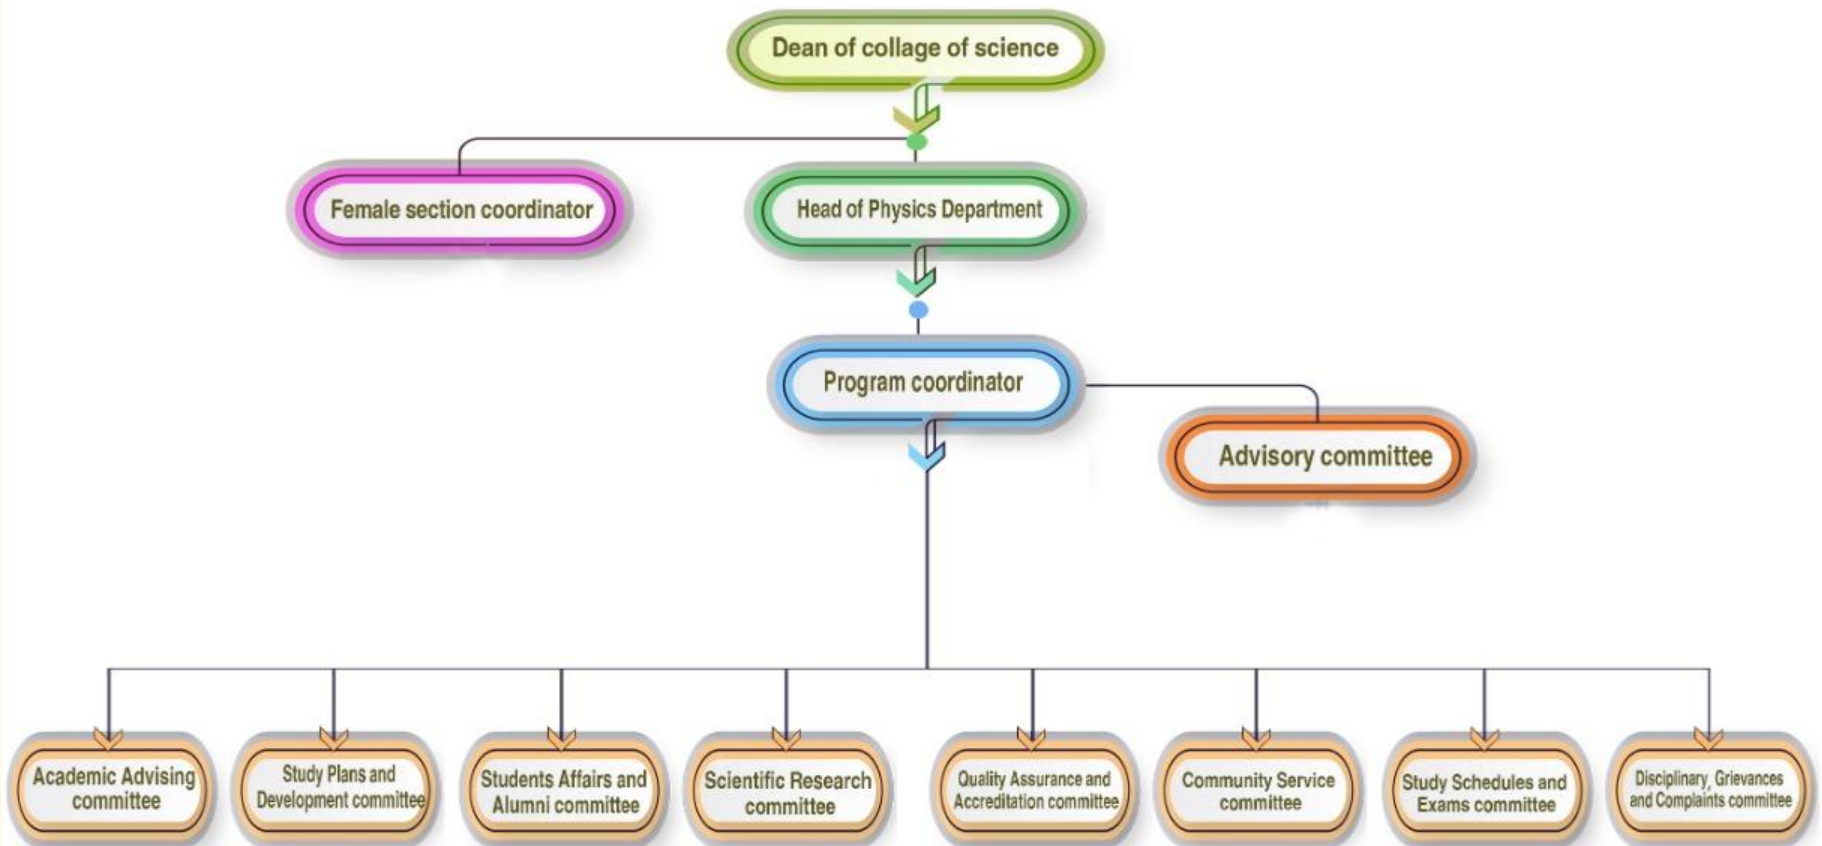 Dean of collage of science
Female section coordinator
Head of Physics Department
Program coordinator
Advisory committee
Academic Advising
committee
Study Plans and
Development committee
Students Affairs and
Alumni committee
Scientific Research
committee
Quality Assurance and
Accreditation committee
Community Service
committee
Study Schedules and
Exams committee
Disciplinary, Grievances
and Complaints committee